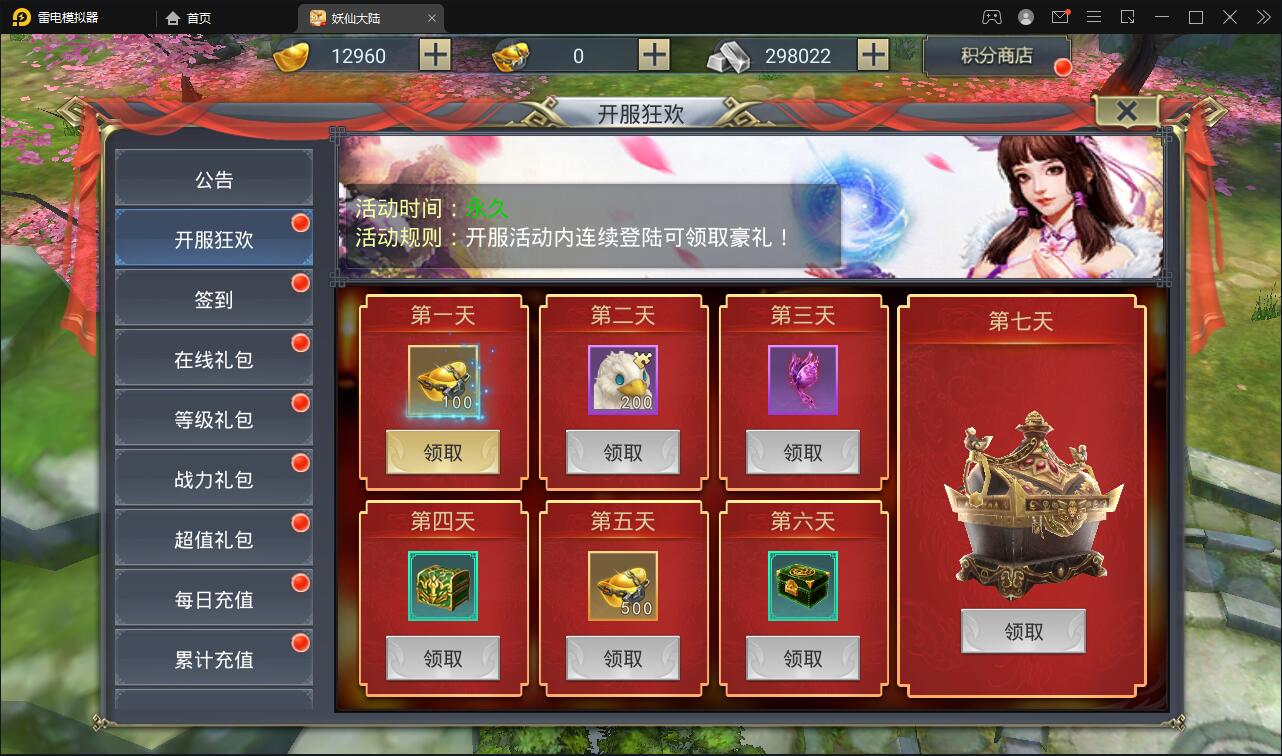 雷电模拟器
首页
妖仙大陆
12960
0
298022
积分商店
开服狂欢
公告
开服狂欢
签到
在线礼包
等级礼包
战力礼包
超值礼包
每日充值
累计充值
活动时间：永久
活动规则：开服活动内连续登陆可领取豪礼！
第一天
100
领取
第二天
200
领取
第三天
领取
第四天
领取
第五天
500
领取
第六天
领取
第七天
领取